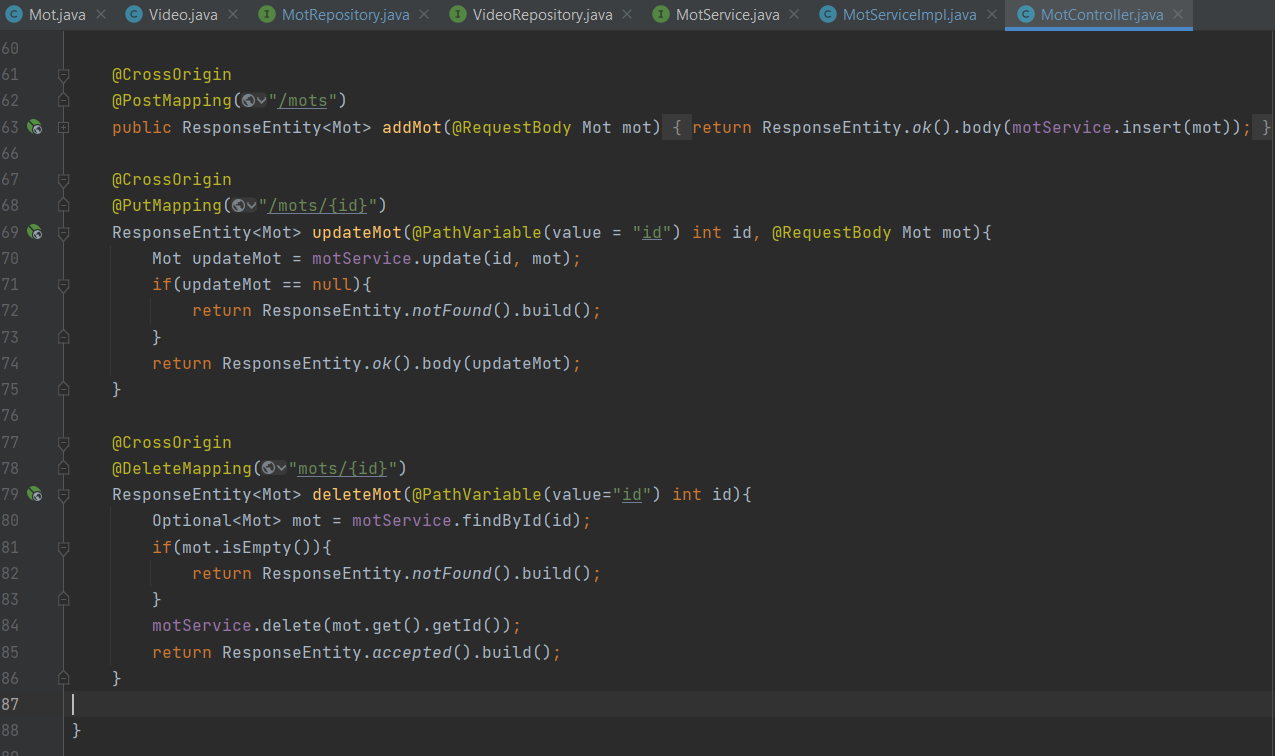 Mot.java Video.java MotRepository.java VideoRepository.java MotService.java MotServiceImpl.java MotController.java
60
61 @CrossOrigin
62 @PostMapping("/mots")
63 public ResponseEntity<Mot> addMot(@RequestBody Mot mot) { return ResponseEntity.ok().body(motService.insert(mot)); }
66
67 @CrossOrigin
68 @PutMapping("/mots/{id}")
69 ResponseEntity<Mot> updateMot(@PathVariable(value = "id") int id, @RequestBody Mot mot){
70 Mot updateMot = motService.update(id, mot);
71 if(updateMot == null){
72 return ResponseEntity.notFound().build();
73 }
74 return ResponseEntity.ok().body(updateMot);
75 }
76
77 @CrossOrigin
78 @DeleteMapping("mots/{id}")
79 ResponseEntity<Mot> deleteMot(@PathVariable(value="id") int id){
80 Optional<Mot> mot = motService.findById(id);
81 if(mot.isEmpty()){
82 return ResponseEntity.notFound().build();
83 }
84 motService.delete(mot.get().getId());
85 return ResponseEntity.accepted().build();
86 }
87
88 }